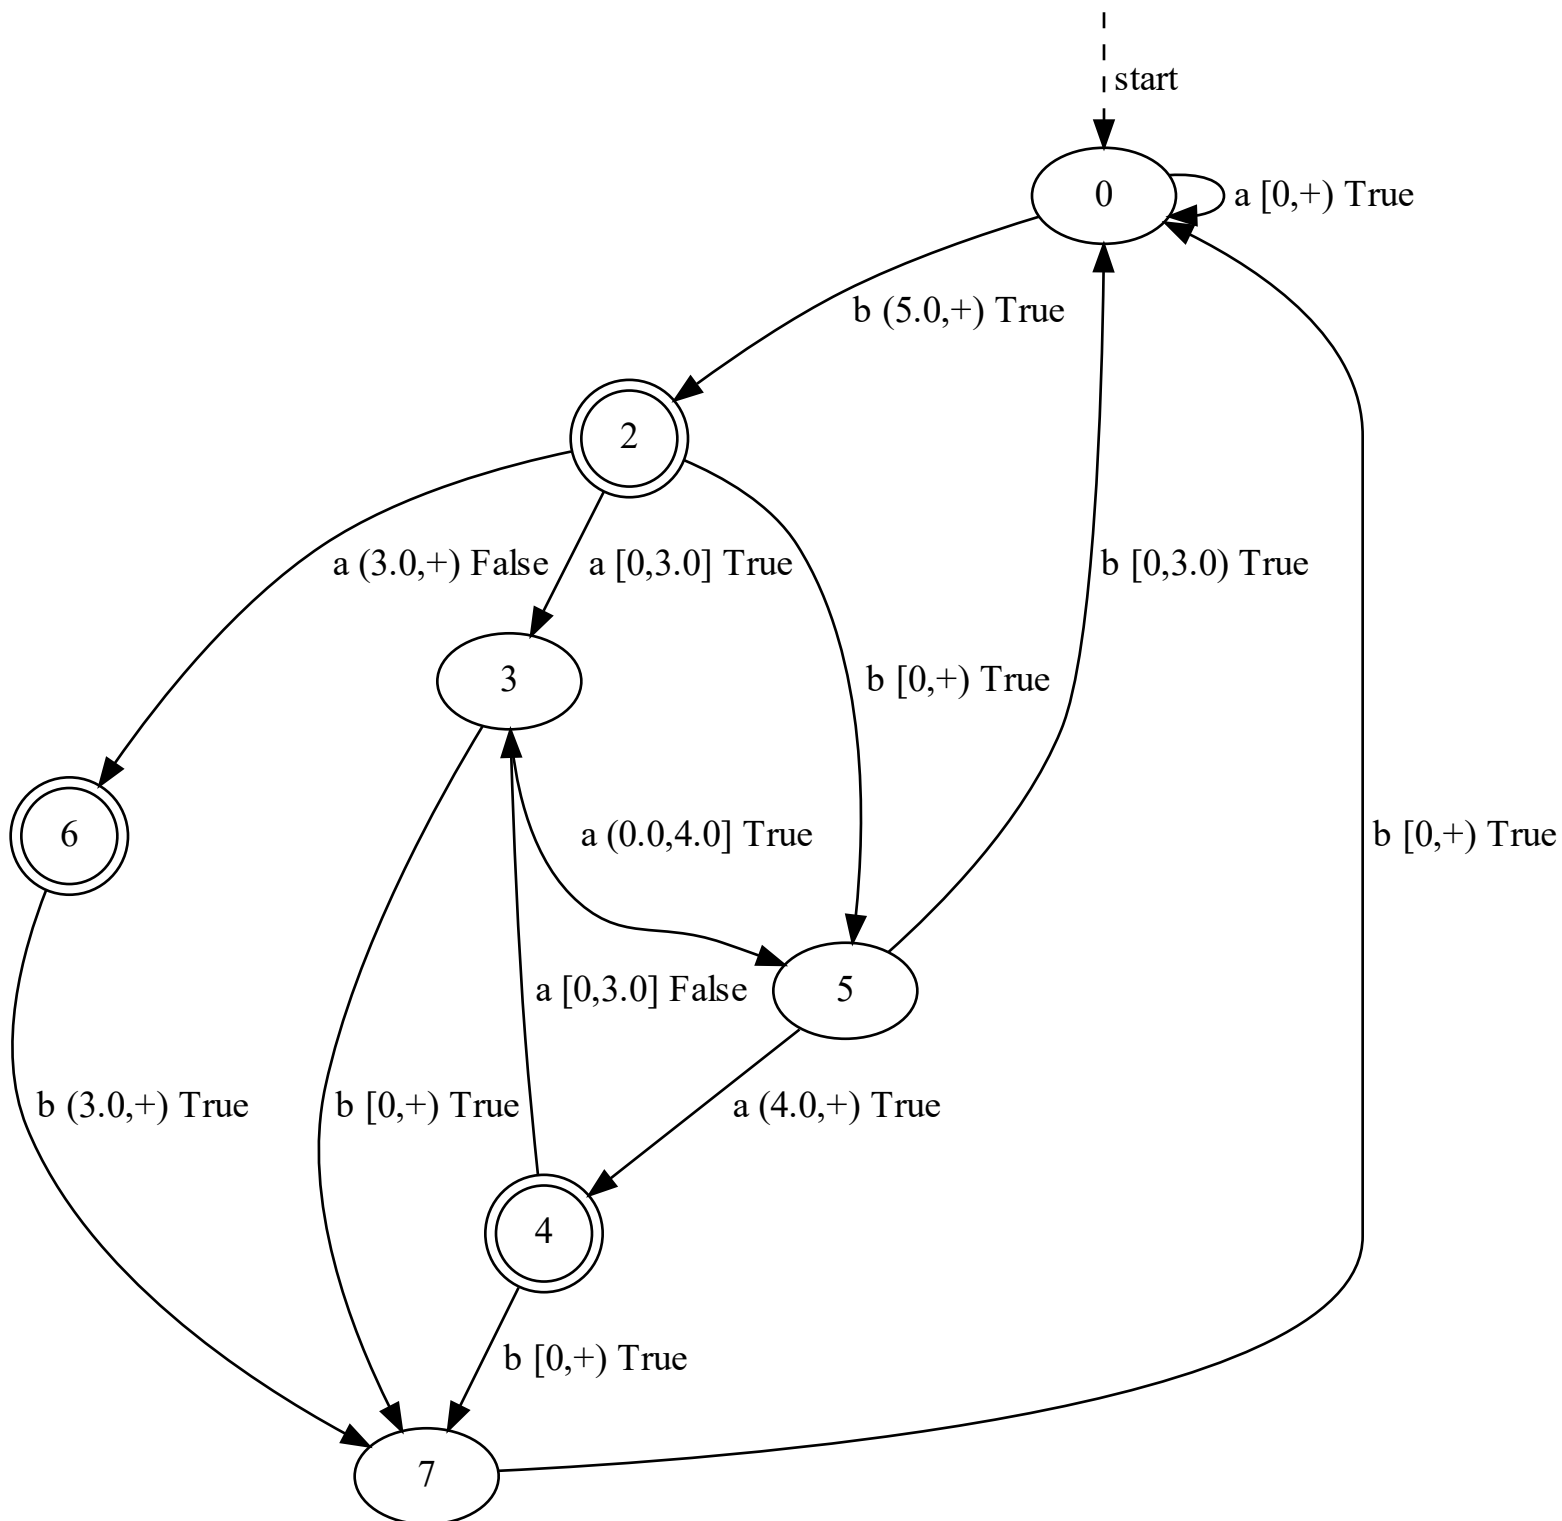 start
0
a [0,+) True
b (5.0,+) True
2
a (3.0,+) False
a [0,3.0] True
b [0,3.0) True
3
b [0,+) True
6
a (0.0,4.0] True
b [0,+) True
a [0,3.0] False
5
b (3.0,+) True
b [0,+) True
a (4.0,+) True
4
b [0,+) True
7